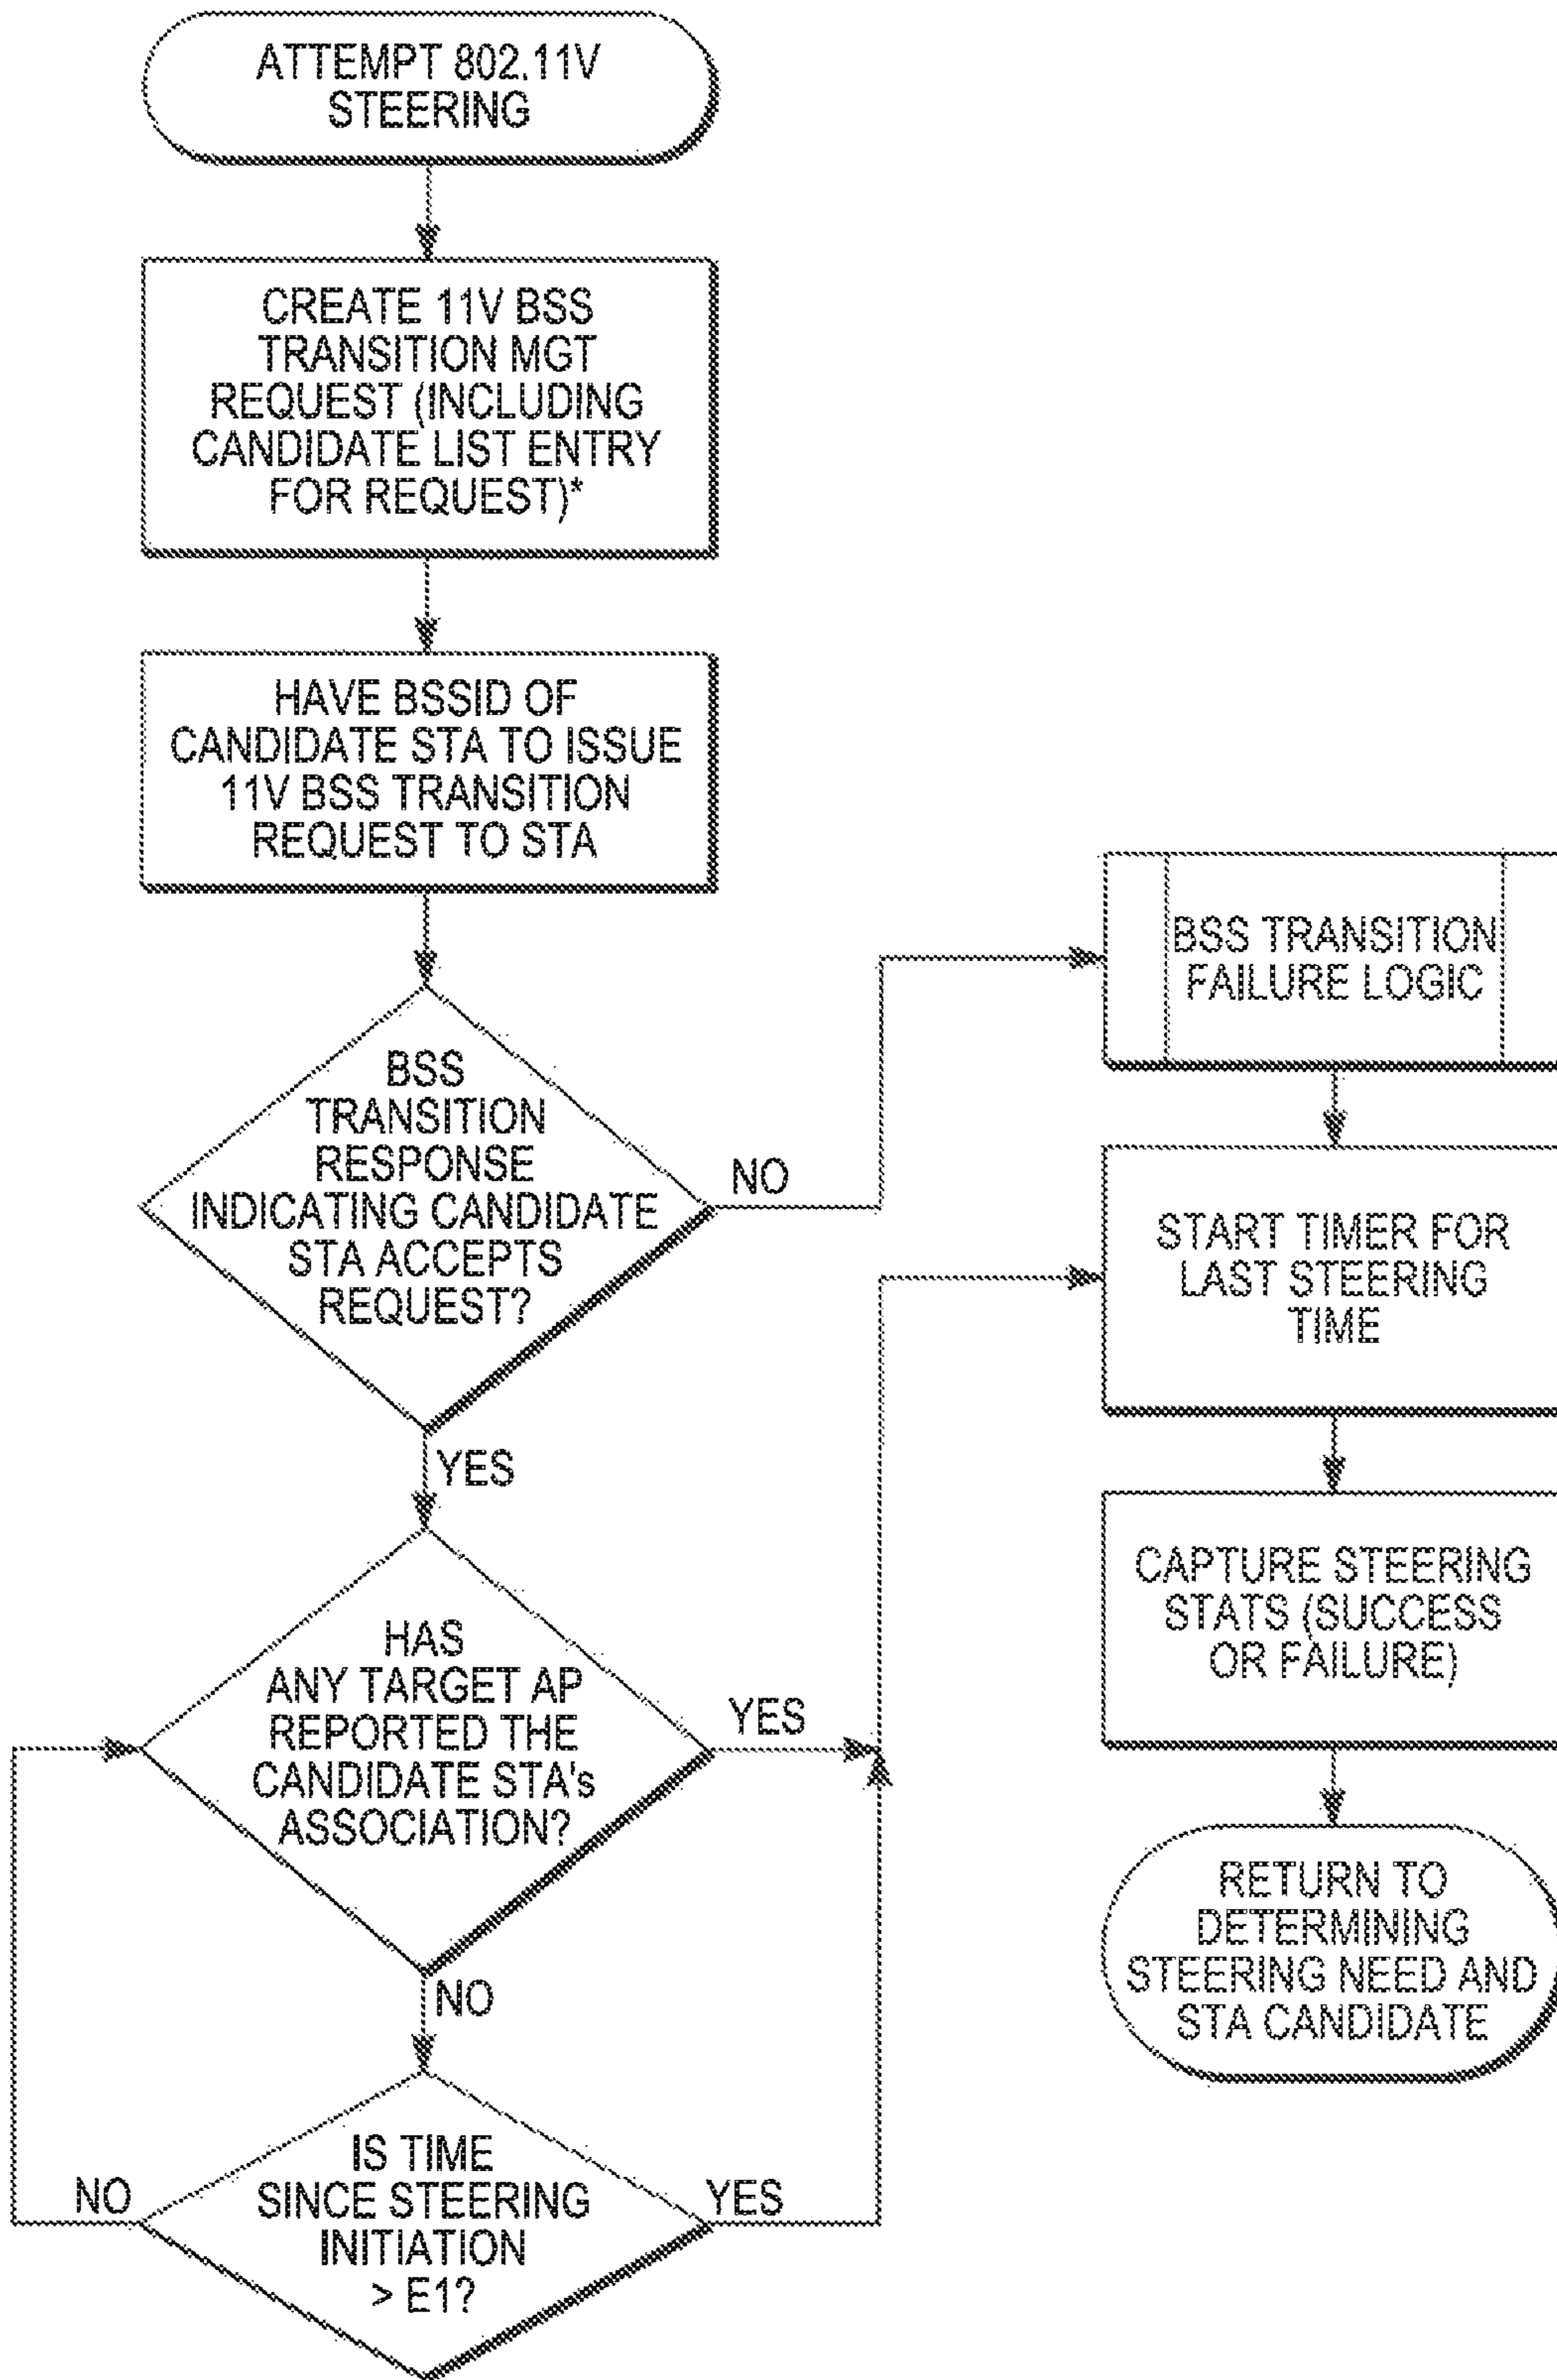 ATTEMPT 802.11V
STEERING
CREATE 11V BSS
TRANSITION MGT
REQUEST (INCLUDING
CANDIDATE LIST ENTRY
FOR REQUEST)*
HAVE BSSID OF
CANDIDATE STA TO ISSUE
11V BSS TRANSITION
REQUEST TO STA
BSS
TRANSITION
RESPONSE
INDICATING CANDIDATE
STA ACCEPTS
REQUEST?
NO
YES
HAS
ANY TARGET AP
REPORTED THE
CANDIDATE STA's
ASSOCIATION?
YES
NO
IS TIME
SINCE STEERING
INITIATION
> E1?
NO
YES
BSS TRANSITION
FAILURE LOGIC
START TIMER FOR
LAST STEERING
TIME
CAPTURE STEERING
STATS (SUCCESS
OR FAILURE)
RETURN TO
DETERMINING
STEERING NEED AND
STA CANDIDATE